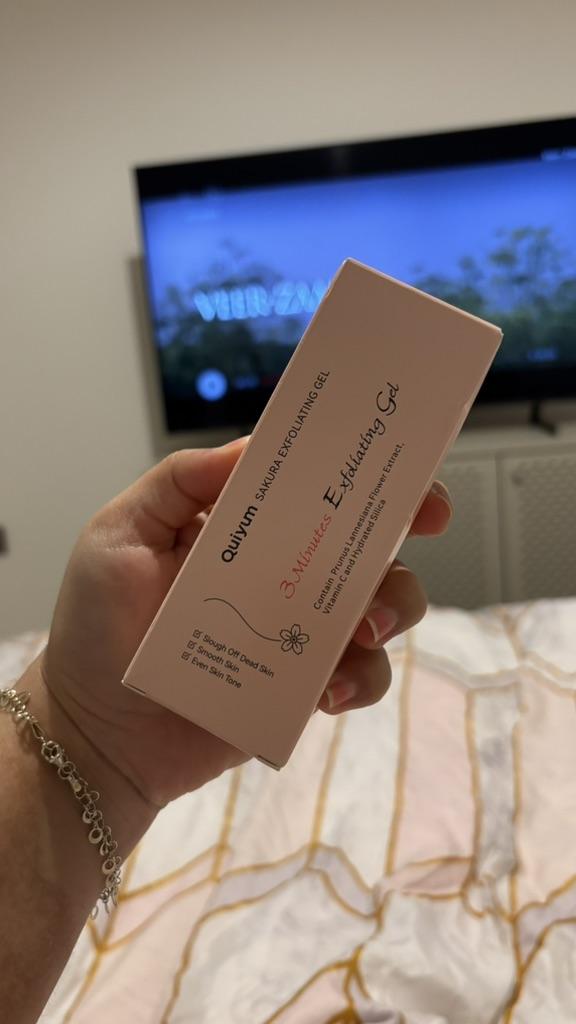 Quiyum SAKURA EXFOLIATING GEL
3 Minutes Exfoliating Gel
Contain Prunus Lannesiana Flower Extract,
Vitamin C and Hydrated Silica
Slough Off Dead Skin
Smooth Skin
Even Skin Tone